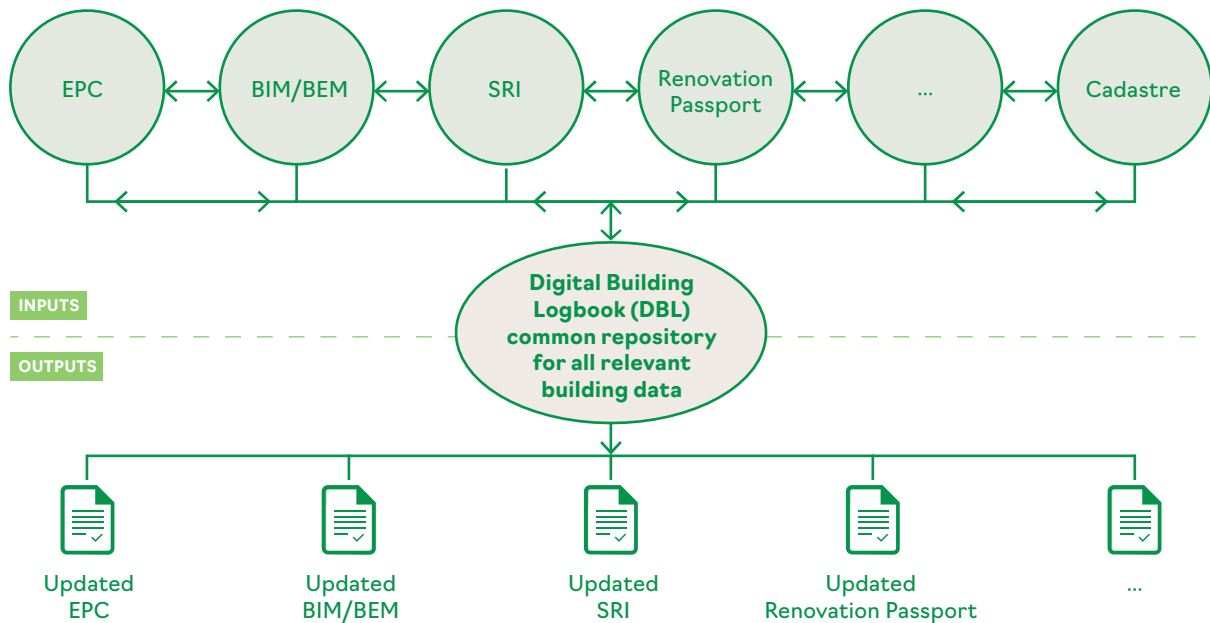 EPC
BIM/BEM
SRI
Renovation
Passport
...
Cadastre
INPUTS
Digital Building
Logbook (DBL)
common repository
for all relevant
building data
OUTPUTS
Updated
EPC
Updated
BIM/BEM
Updated
SRI
Updated
Renovation Passport
...